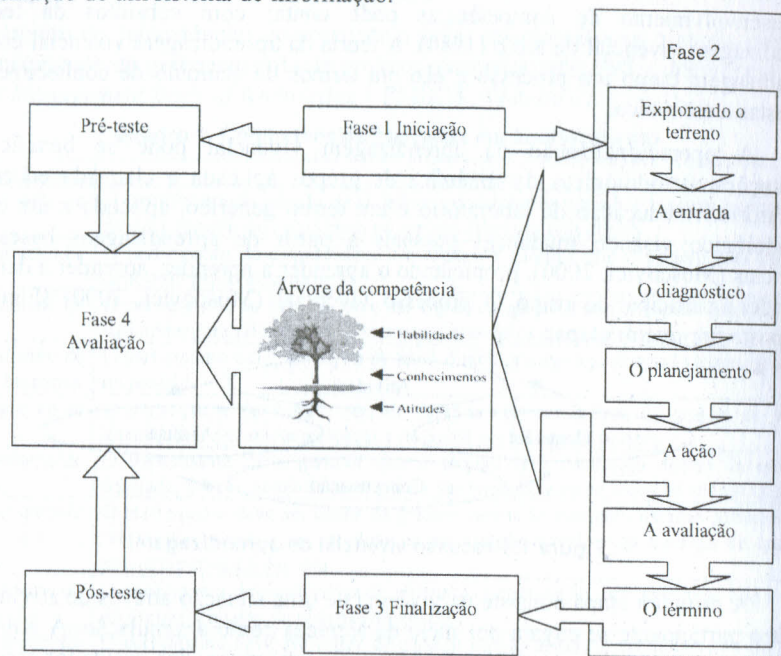 Fase 2
Pré-teste
Fase 1 Iniciação
Explorando o
terreno
A entrada
Fase 4
Avaliação
Árvore da competência
Habilidades
Conhecimentos
Atitudes
O diagnóstico
O planejamento
A ação
A avaliação
O término
Pós-teste
Fase 3 Finalização